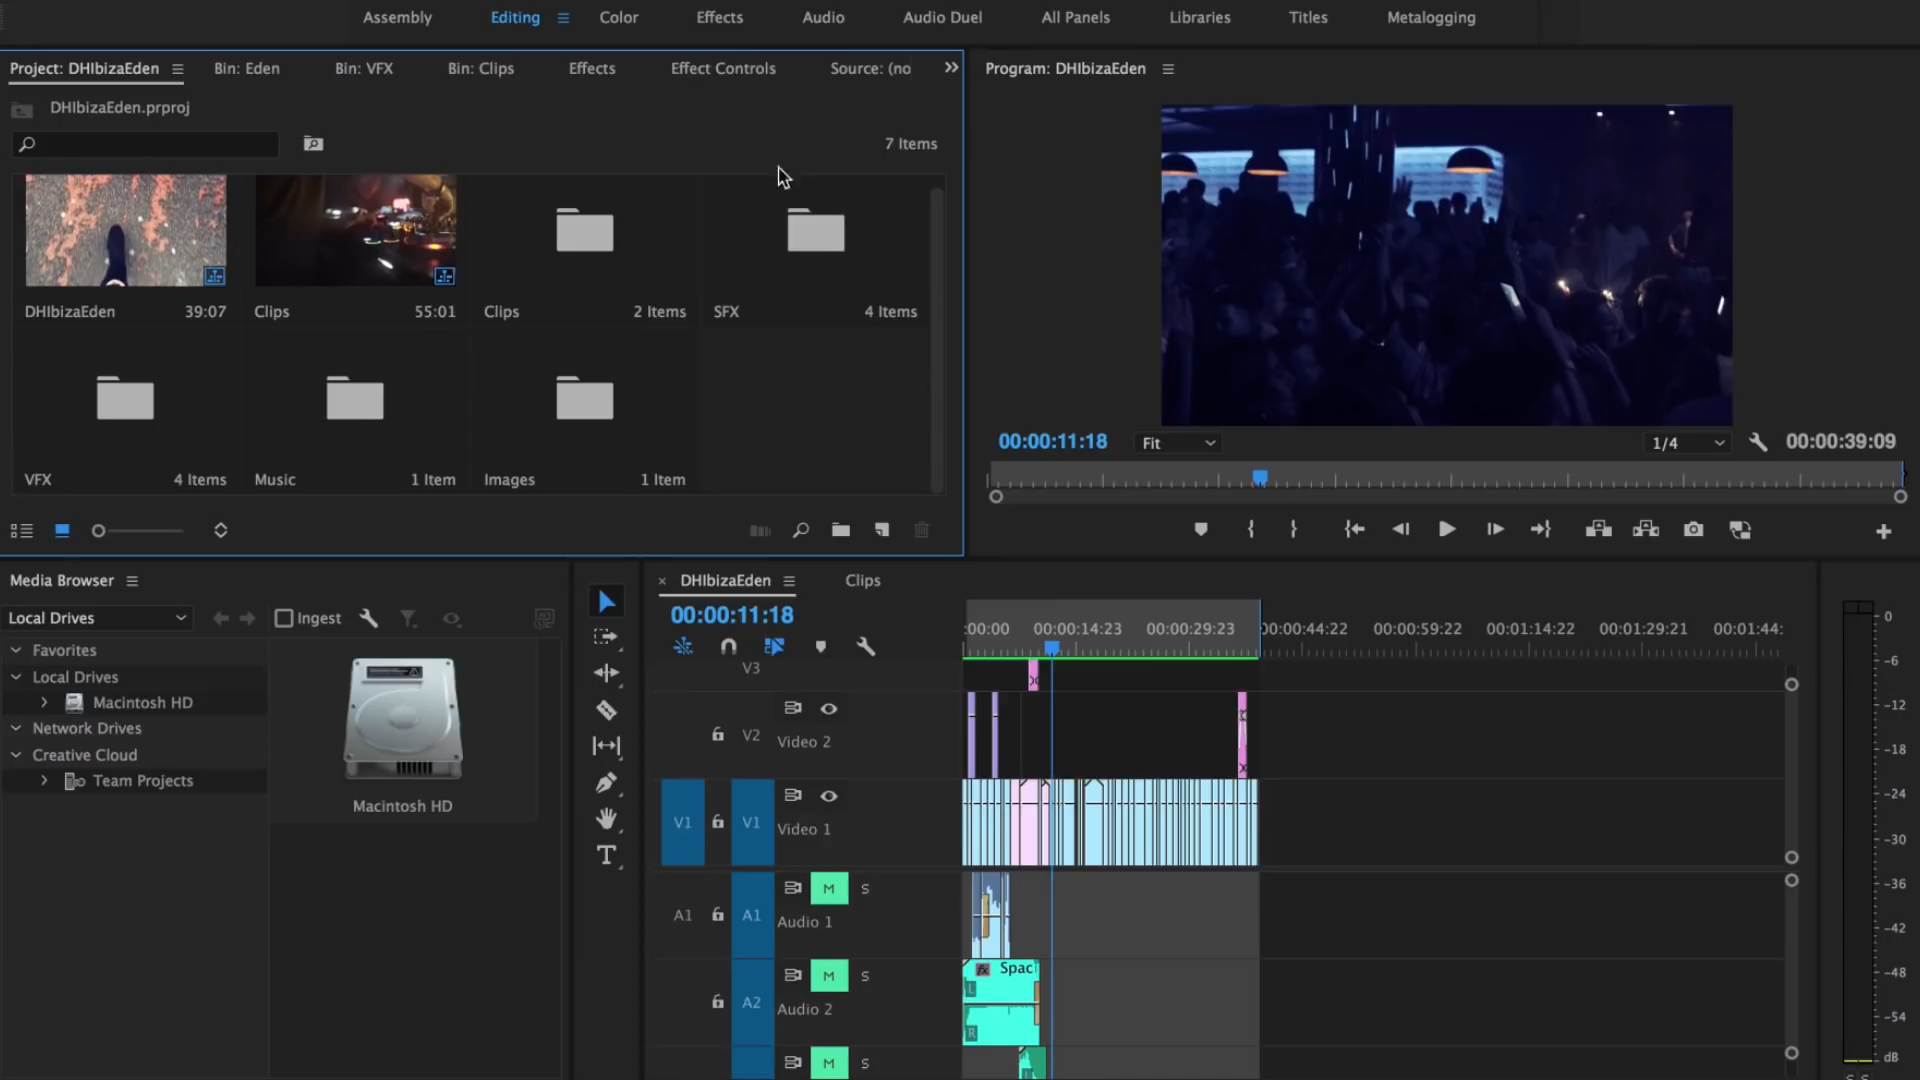 Assembly Editing Color Effects Audio Audio Duel All Panels Libraries Titles Metalogging
Project: DHIbizaEden Bin: Eden Bin: VFX Bin: Clips Effects Effect Controls Source: (no
DHIbizaEden.prproj
7 Items
DHIbizaEden 39:07 Clips 55:01 Clips 2 Items SFX 4 Items
VFX 4 Items Music 1 Item Images 1 Item
Program: DHIbizaEden
00:00:11:18 Fit 1/4 00:00:39:09
Media Browser
Local Drives Ingest
Favorites
Local Drives
Macintosh HD
Network Drives
Creative Cloud
Team Projects
Macintosh HD
DHIbizaEden Clips
00:00:11:18
:00:00 00:00:14:23 00:00:29:23 00:00:44:22 00:00:59:22 00:01:14:22 00:01:29:21 00:01:44:
V3
V2 Video 2
V1 V1 Video 1
A1 A1 M S
Audio 1
A2 M S
Audio 2
fx Spac
L
R
M S
0
-6
-12
-18
-24
-30
-36
-42
-48
-54
dB